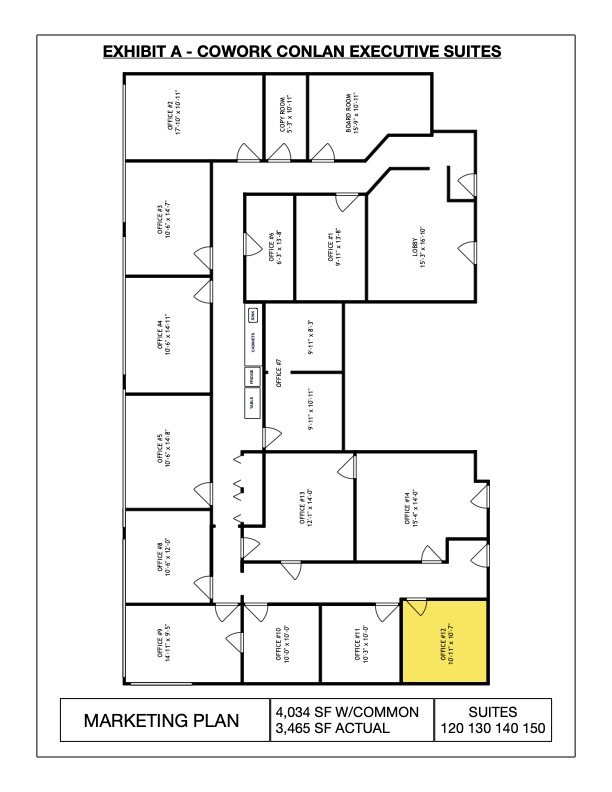 EXHIBIT A - COWORK CONLAN EXECUTIVE SUITES
OFFICE #2
17'-10" x 10'-11"
COPY ROOM
5'-3" x 10'-11"
BOARD ROOM
15'-9" x 10'-11"
OFFICE #3
10'-6" x 14'-7"
OFFICE #6
6'-3" x 13'-8"
OFFICE #1
9'-11" x 13'-8"
LOBBY
15'-3" x 16'-10"
OFFICE #4
10'-6" x 14'-11"
SINK
CABINETS
FRIDGE
TABLE
OFFICE #7
9'-11" x 8'-3"
9'-11" x 10'-11"
OFFICE #5
10'-6" x 14'-8"
OFFICE #13
12'-1" x 14'-0"
OFFICE #14
15'-4" x 14'-0"
OFFICE #8
10'-6" x 12'-0"
OFFICE #9
14'-11" x 9'-5"
OFFICE #10
10'-0" x 10'-0"
OFFICE #11
10'-3" x 10'-0"
OFFICE #12
10'-11" x 10'-7"
MARKETING PLAN
4,034 SF W/COMMON
3,465 SF ACTUAL
SUITES
120 130 140 150